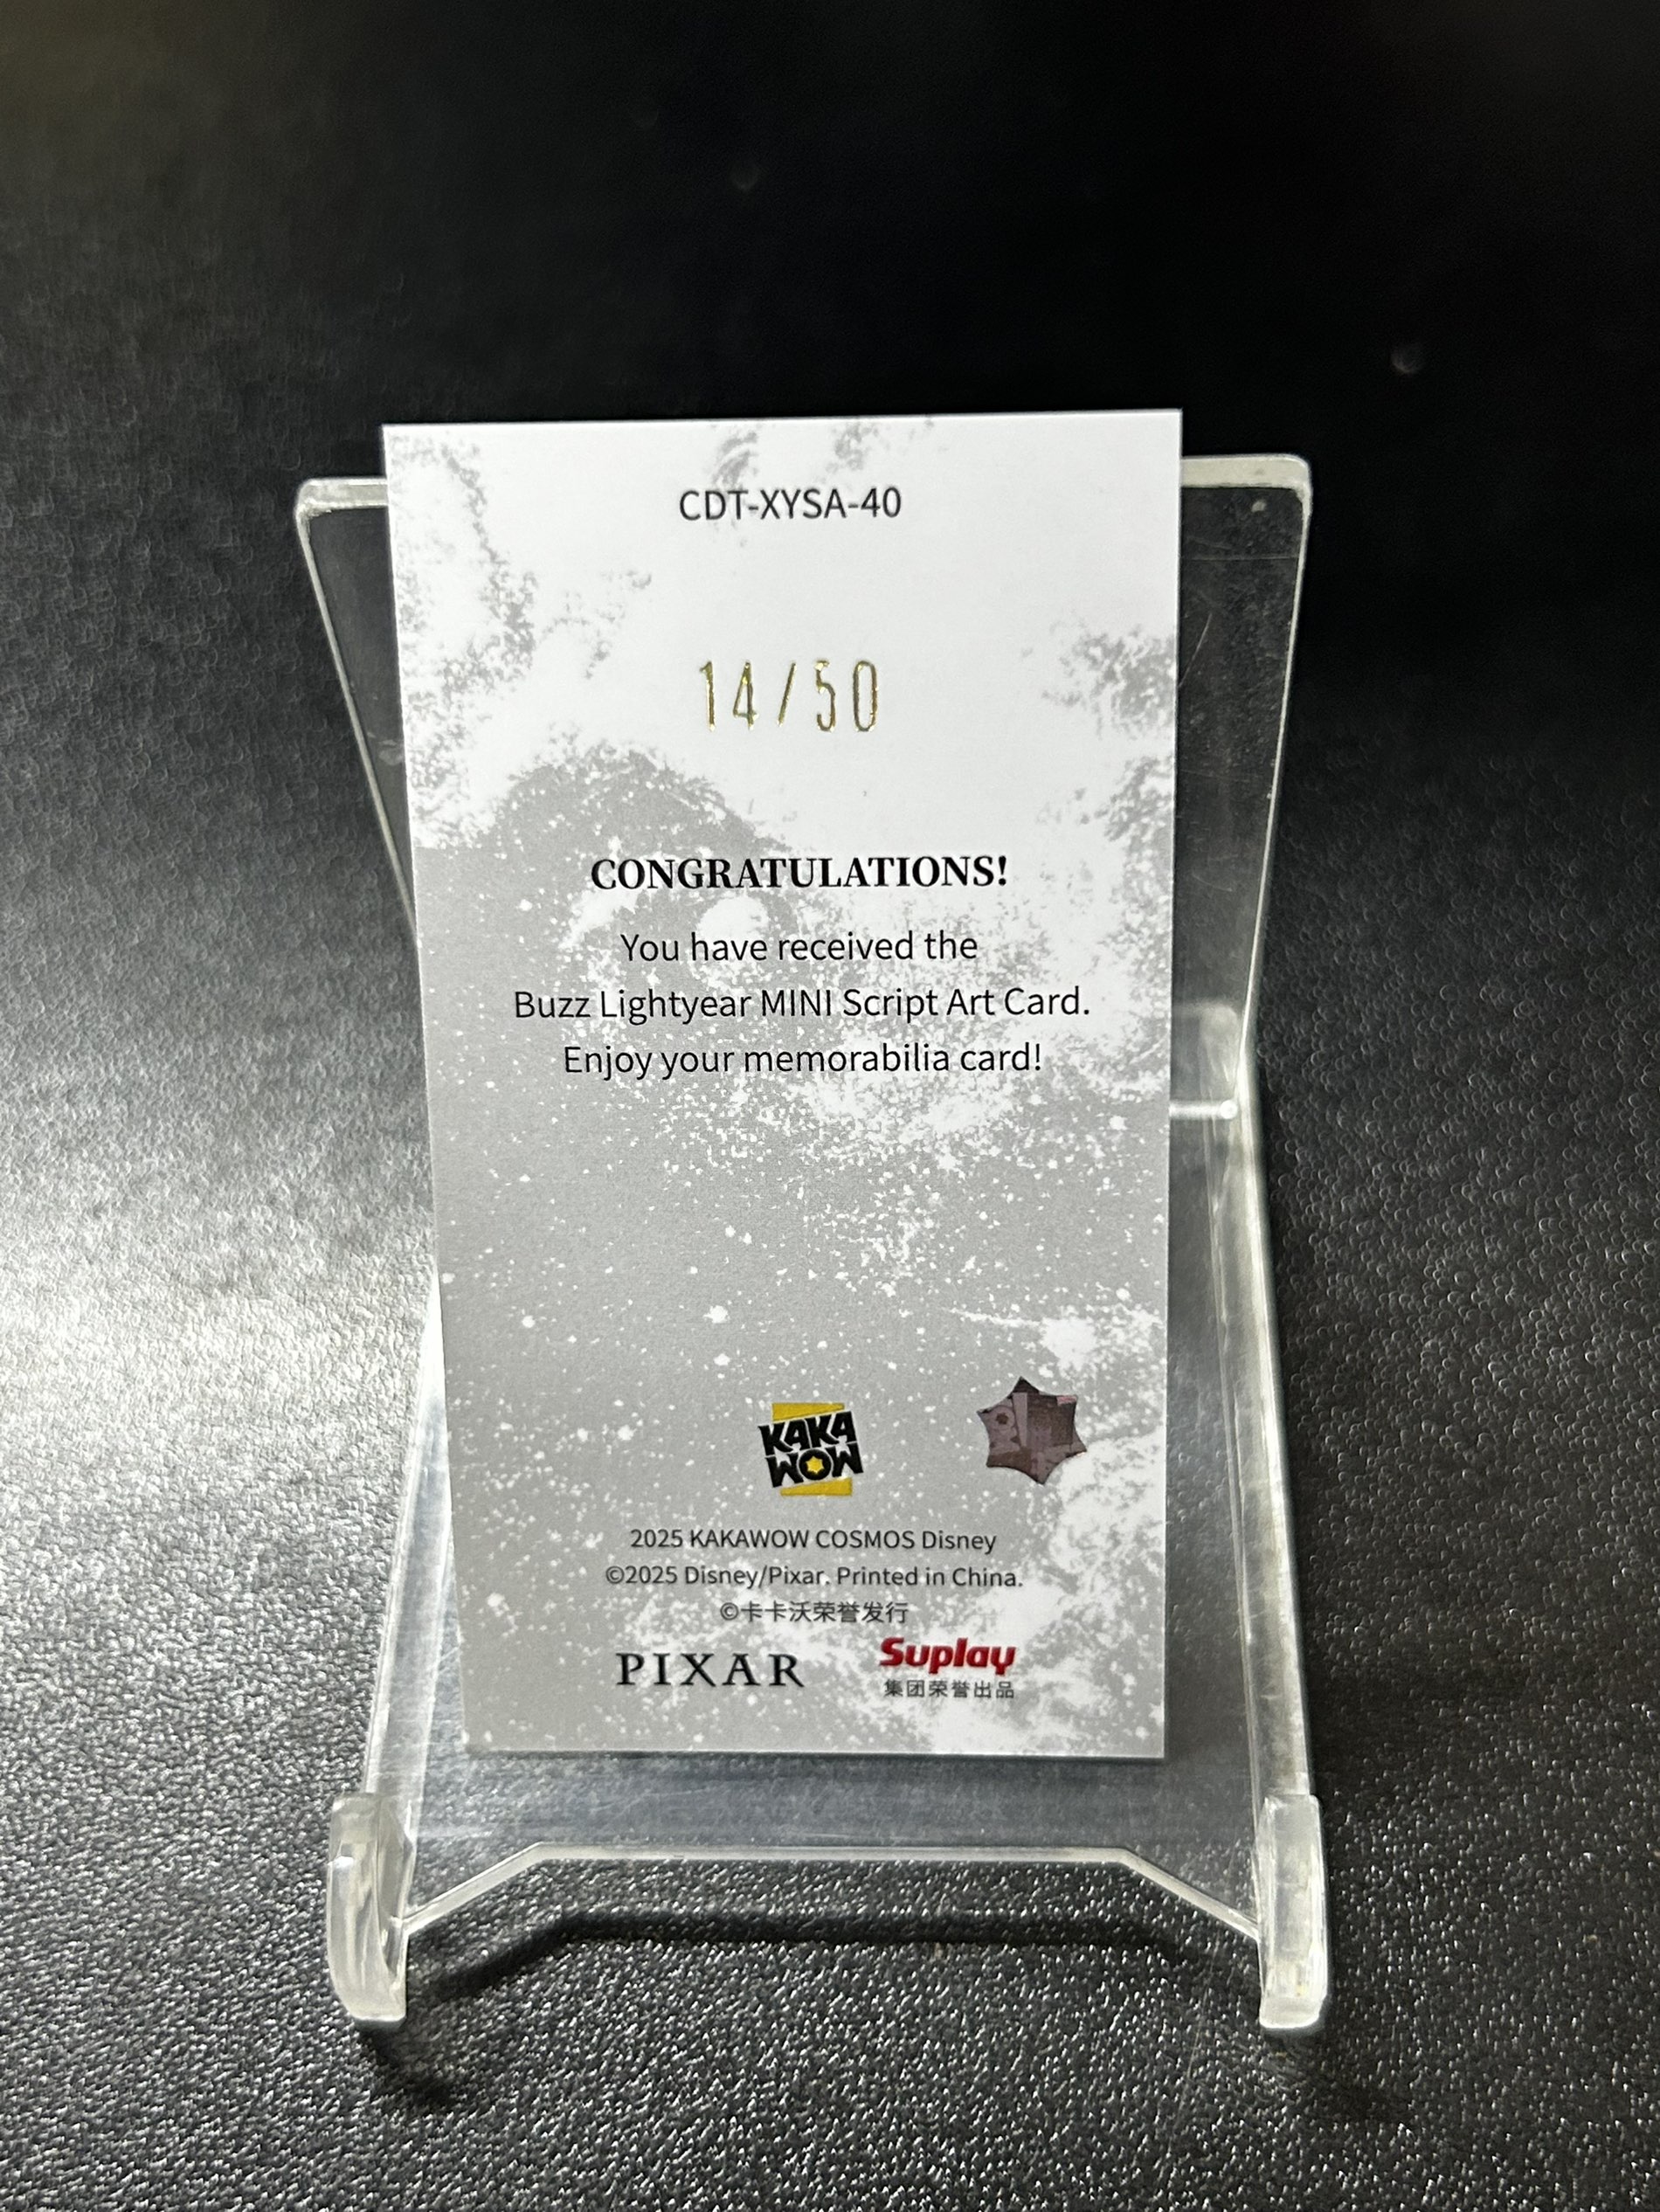 CDT-XYSA-40
14/50
CONGRATULATIONS!
You have received the
Buzz Lightyear MINI Script Art Card.
Enjoy your memorabilia card!
KAKA
WOW
2025 KAKAWOW COSMOS Disney
©2025 Disney/Pixar. Printed in China.
©卡卡沃荣誉发行
PIXAR
Suplay
集团荣誉出品